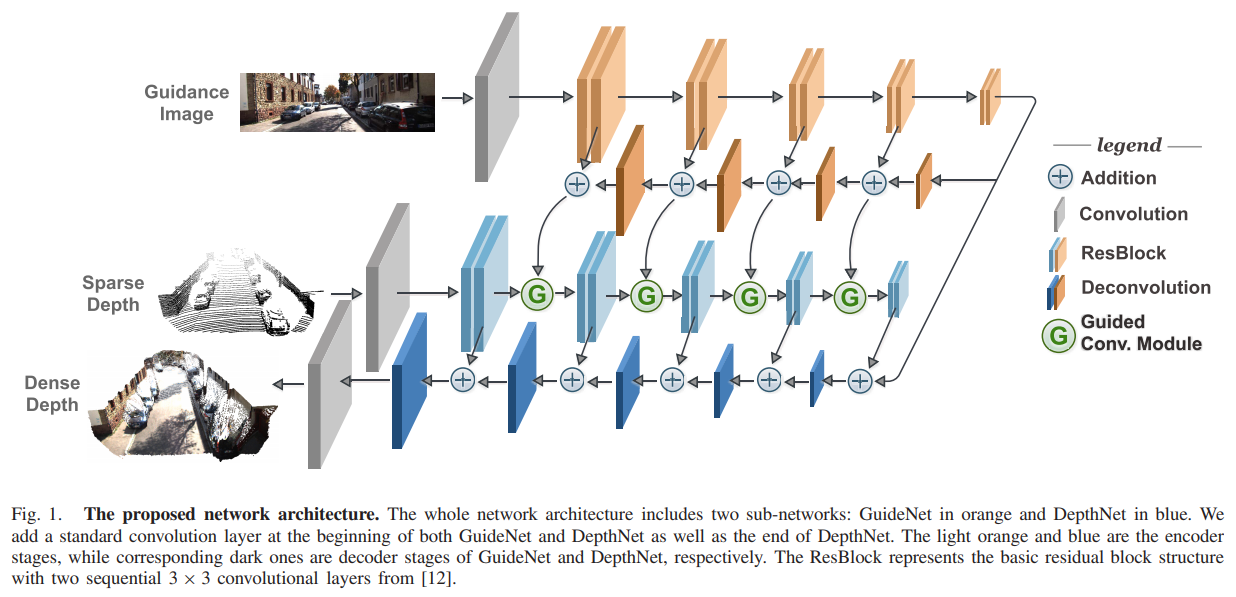 Guidance
Image
legend
Addition
Convolution
ResBlock
Deconvolution
G Guided
Conv. Module
Sparse
Depth
G
G
G
G
Dense
Depth
Fig. 1. The proposed network architecture. The whole network architecture includes two sub-networks: GuideNet in orange and DepthNet in blue. We
add a standard convolution layer at the beginning of both GuideNet and DepthNet as well as the end of DepthNet. The light orange and blue are the encoder
stages, while corresponding dark ones are decoder stages of GuideNet and DepthNet, respectively. The ResBlock represents the basic residual block structure
with two sequential 3 × 3 convolutional layers from [12].